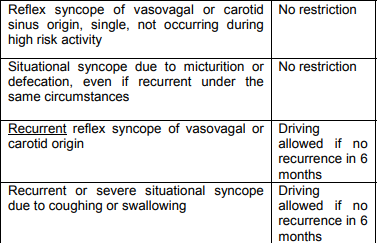 Reflex syncope of vasovagal or carotid
sinus origin, single, not occurring during
high risk activity
No restriction
Situational syncope due to micturition or
defecation, even if recurrent under the
same circumstances
No restriction
Recurrent reflex syncope of vasovagal or
carotid origin
Driving
allowed if no
recurrence in 6
months
Recurrent or severe situational syncope
due to coughing or swallowing
Driving
allowed if no
recurrence in 6
months